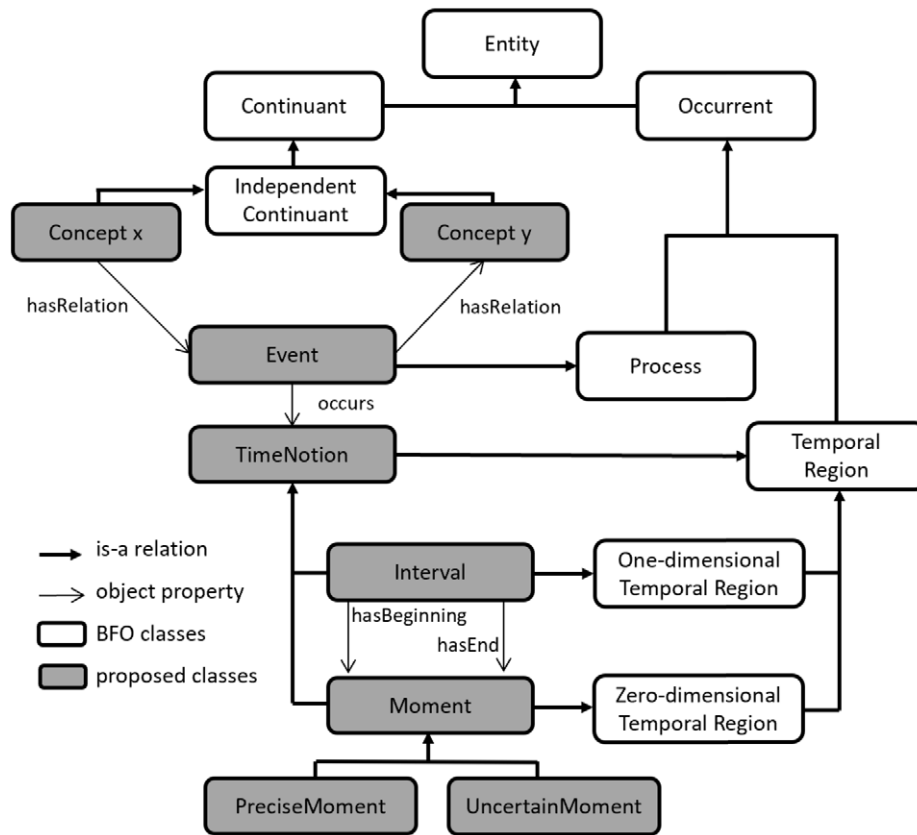 Entity
Continuant
Occurrent
Independent
Continuant
Concept x
Concept y
hasRelation
hasRelation
Event
Process
occurs
TimeNotion
Temporal
Region
is-a relation
object property
BFO classes
proposed classes
Interval
One-dimensional
Temporal Region
hasBeginning
hasEnd
Moment
Zero-dimensional
Temporal Region
PreciseMoment
UncertainMoment